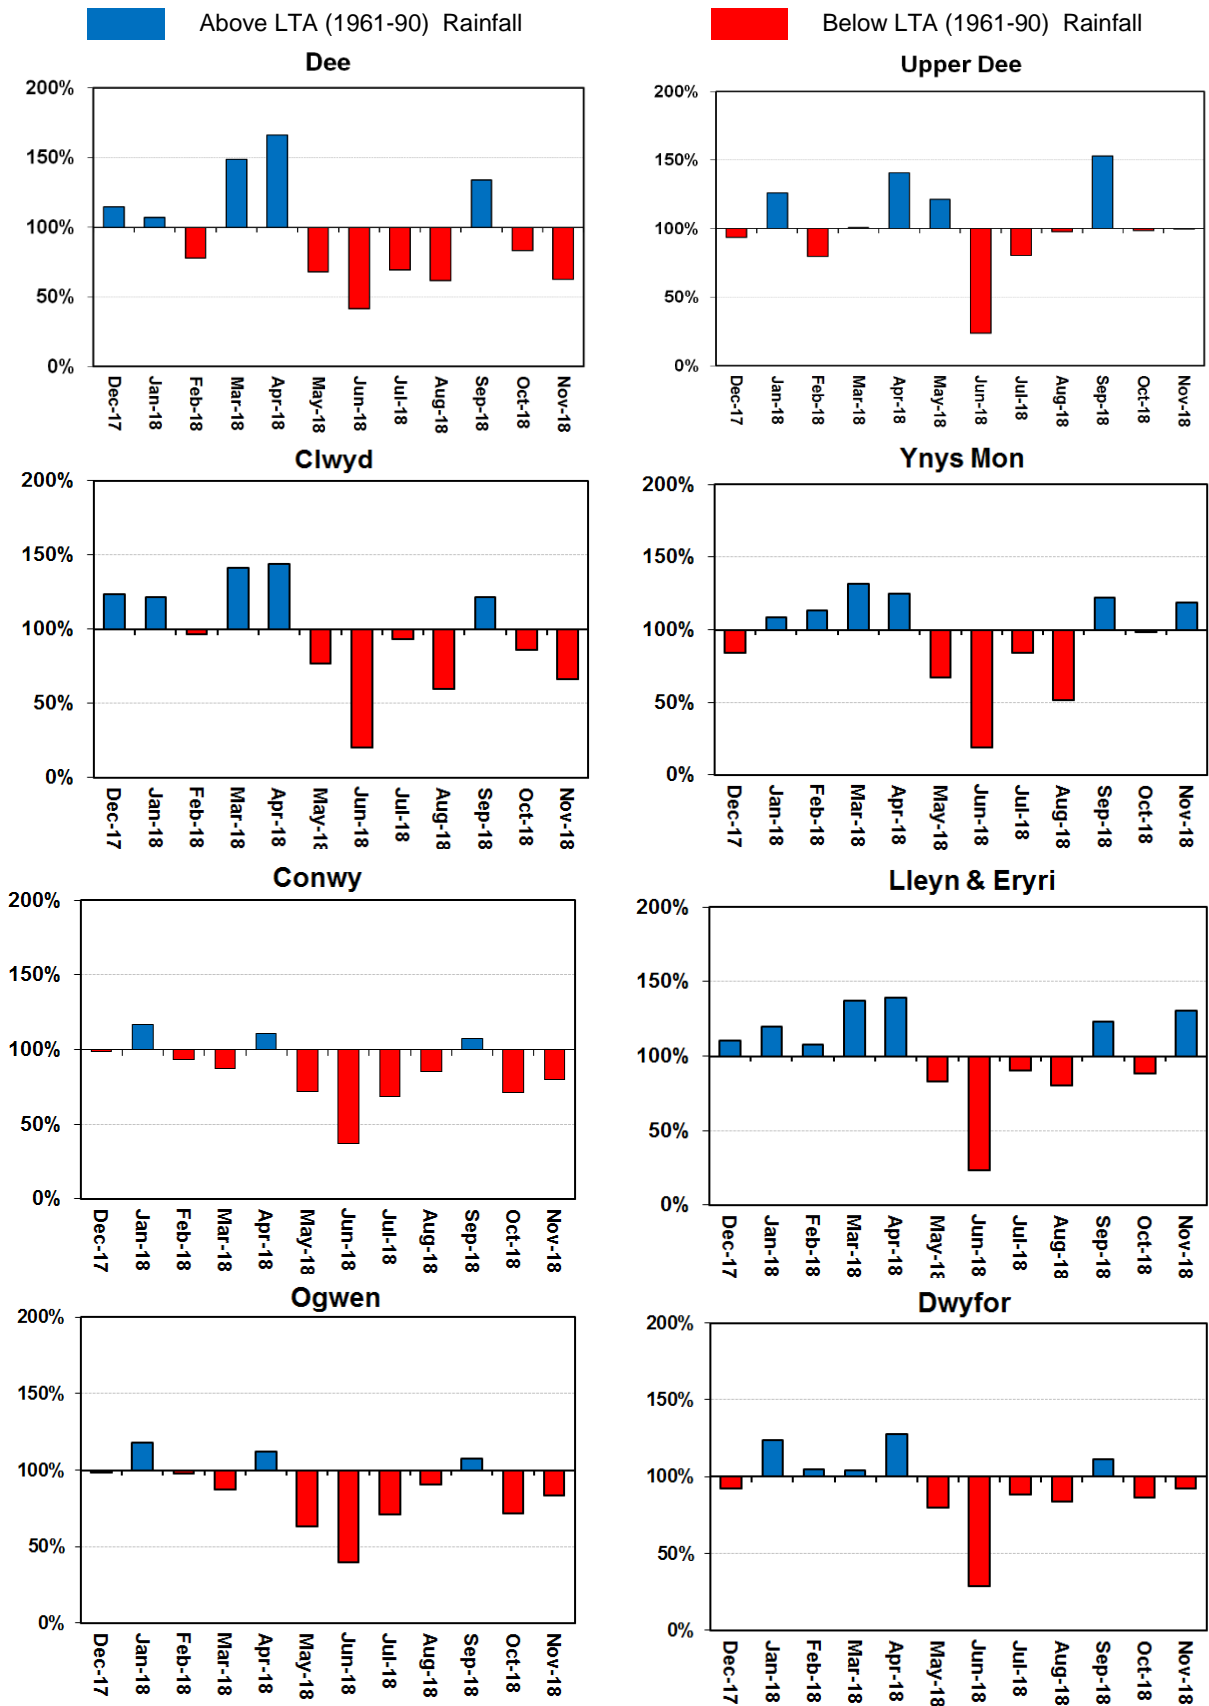 Above LTA (1961-90) Rainfall
Below LTA (1961-90) Rainfall
Dee
200%
150%
100%
50%
0%
Dec-17
Jan-18
Feb-18
Mar-18
Apr-18
May-18
Jun-18
Jul-18
Aug-18
Sep-18
Oct-18
Nov-18
Upper Dee
200%
150%
100%
50%
0%
Dec-17
Jan-18
Feb-18
Mar-18
Apr-18
May-18
Jun-18
Jul-18
Aug-18
Sep-18
Oct-18
Nov-18
Clwyd
200%
150%
100%
50%
0%
Dec-17
Jan-18
Feb-18
Mar-18
Apr-18
May-18
Jun-18
Jul-18
Aug-18
Sep-18
Oct-18
Nov-18
Ynys Mon
200%
150%
100%
50%
0%
Dec-17
Jan-18
Feb-18
Mar-18
Apr-18
May-18
Jun-18
Jul-18
Aug-18
Sep-18
Oct-18
Nov-18
Conwy
200%
150%
100%
50%
0%
Dec-17
Jan-18
Feb-18
Mar-18
Apr-18
May-18
Jun-18
Jul-18
Aug-18
Sep-18
Oct-18
Nov-18
Lleyn & Eryri
200%
150%
100%
50%
0%
Dec-17
Jan-18
Feb-18
Mar-18
Apr-18
May-18
Jun-18
Jul-18
Aug-18
Sep-18
Oct-18
Nov-18
Ogwen
200%
150%
100%
50%
0%
Dec-17
Jan-18
Feb-18
Mar-18
Apr-18
May-18
Jun-18
Jul-18
Aug-18
Sep-18
Oct-18
Nov-18
Dwyfor
200%
150%
100%
50%
0%
Dec-17
Jan-18
Feb-18
Mar-18
Apr-18
May-18
Jun-18
Jul-18
Aug-18
Sep-18
Oct-18
Nov-18